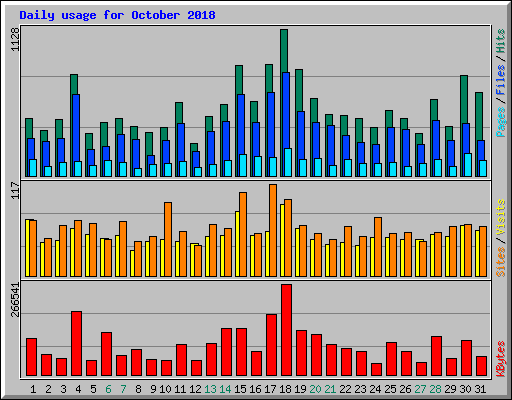 Daily usage for October 2018
1128
Pages / Files / Hits
117
Sites / Visits
266541
KBytes
1 2 3 4 5 6 7 8 9 10 11 12 13 14 15 16 17 18 19 20 21 22 23 24 25 26 27 28 29 30 31